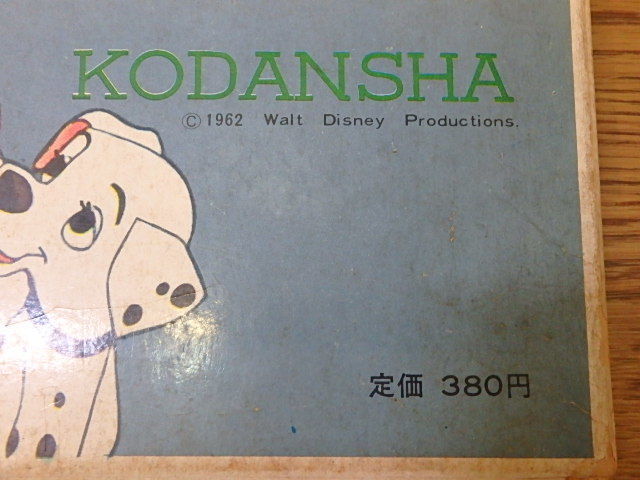 KODANSHA
©1962 Walt Disney Productions.
定価 380円